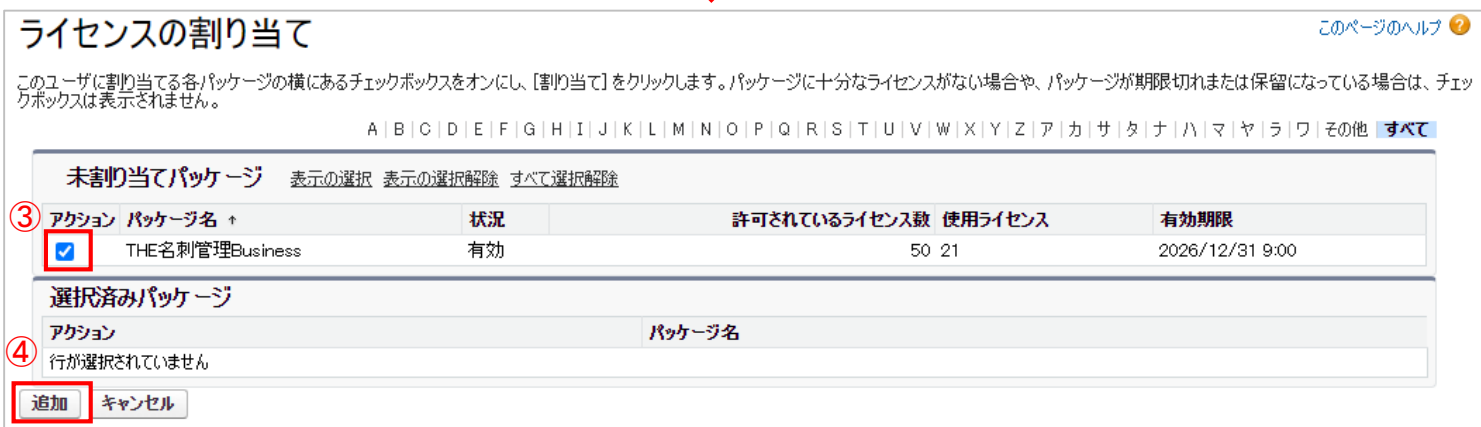 ライセンスの割り当て
このページのヘルプ ?
このユーザに割り当てる各パッケージの横にあるチェックボックスをオンにし、[割り当て] をクリックします。パッケージに十分なライセンスがない場合や、パッケージが期限切れまたは保留になっている場合は、チェッ
クボックスは表示されません。
A | B | C | D | E | F | G | H | I | J | K | L | M | N | O | P | Q | R | S | T | U | V | W | X | Y | Z | ア | カ | サ | タ | ナ | ハ | マ | ヤ | ラ | ワ | その他 | すべて
未割り当てパッケージ 表示の選択 表示の選択解除 すべて選択解除
③ アクション パッケージ名 ↑ 状況 許可されているライセンス数 使用ライセンス 有効期限
THE名刺管理Business 有効 50 21 2026/12/31 9:00
選択済みパッケージ
アクション パッケージ名
④ 行が選択されていません
追加 キャンセル